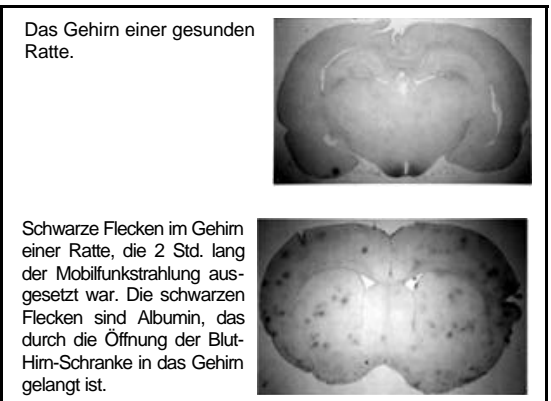 Das Gehirn einer gesunden
Ratte.
Schwarze Flecken im Gehirn
einer Ratte, die 2 Std. lang
der Mobilfunkstrahlung aus-
gesetzt war. Die schwarzen
Flecken sind Albumin, das
durch die Öffnung der Blut-
Hirn-Schranke in das Gehirn
gelangt ist.